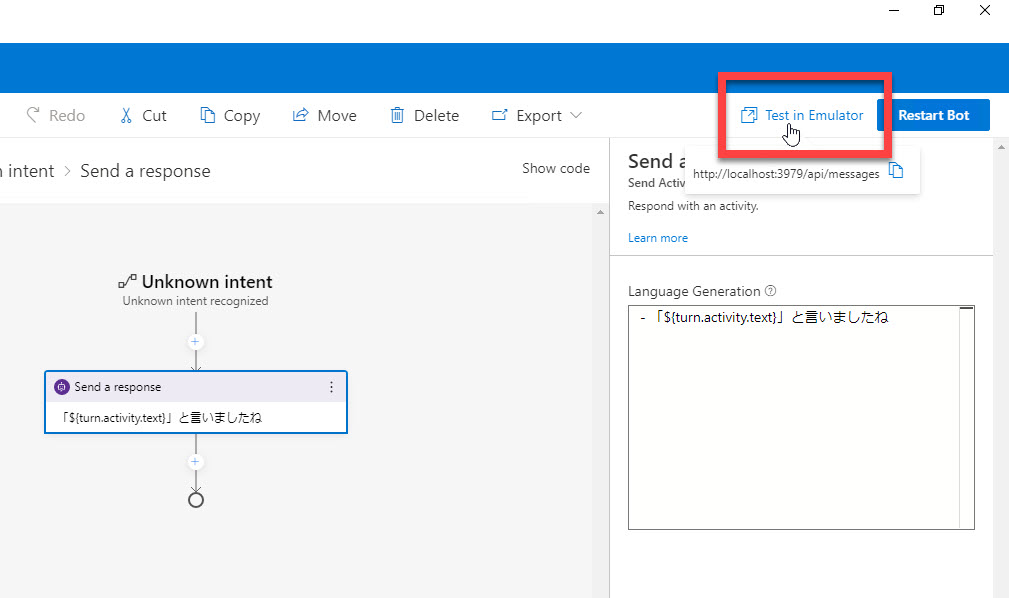 Redo Cut Copy Move Delete Export Test in Emulator Restart Bot
intent > Send a response Show code
Send a
http://localhost:3979/api/messages
Send Activ
Respond with an activity.
Learn more
Unknown intent
Unknown intent recognized
Send a response
「${turn.activity.text}」と言いましたね
Language Generation
- 「${turn.activity.text}」と言いましたね